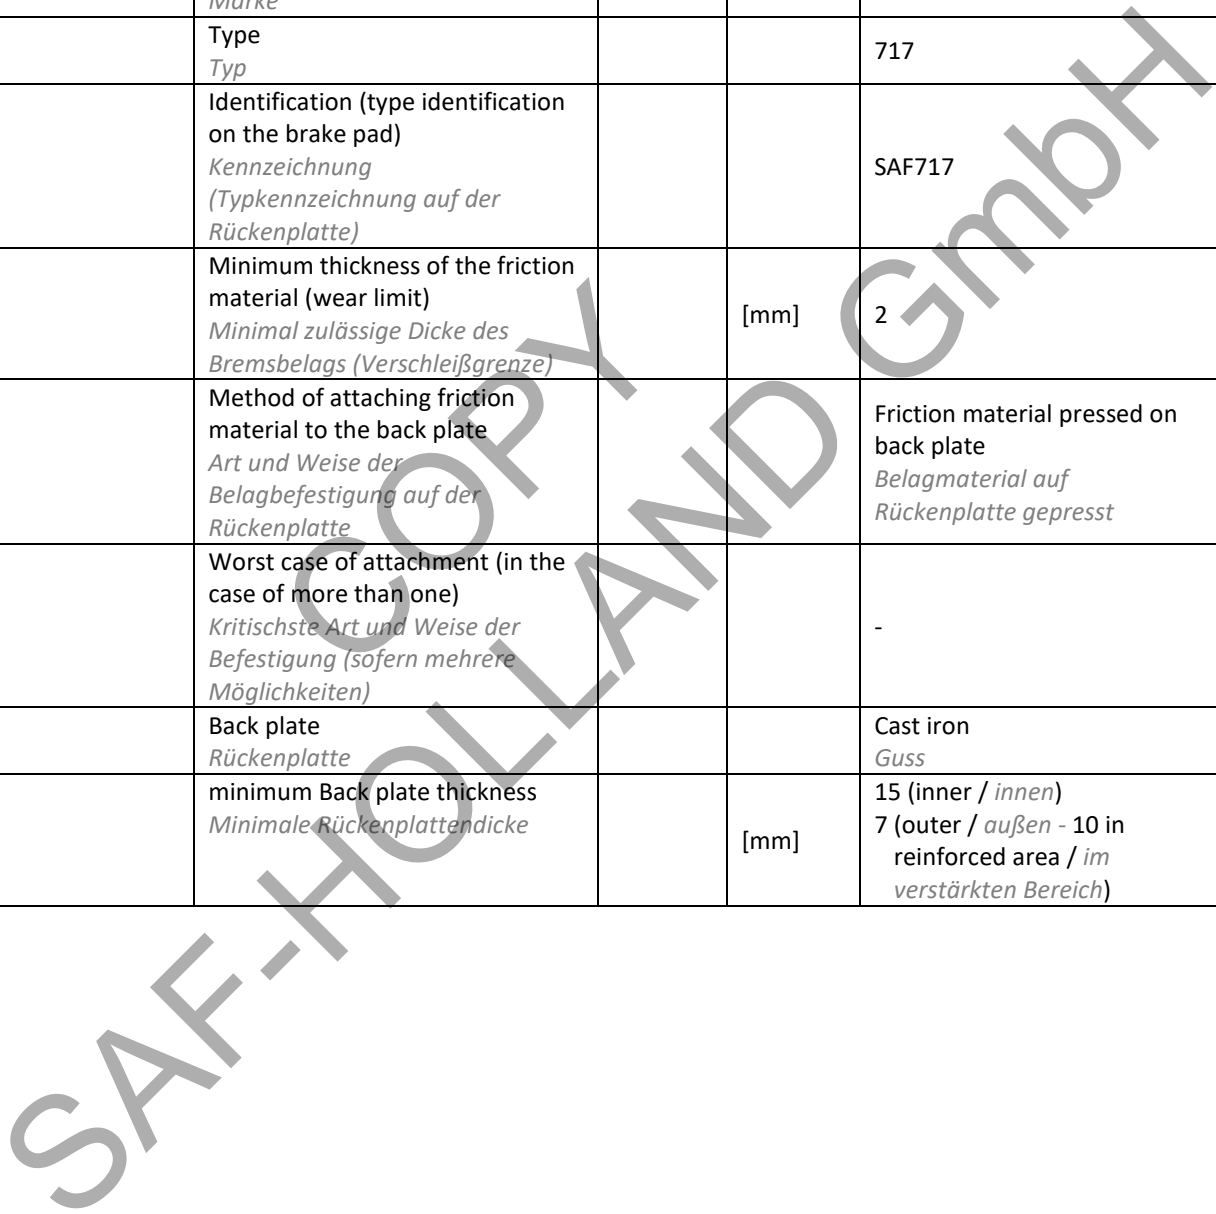 Marke
Type
Typ
717
Identification (type identification
on the brake pad)
Kennzeichnung
(Typkennzeichnung auf der
Rückenplatte)
SAF717
Minimum thickness of the friction
material (wear limit)
Minimal zulässige Dicke des
Bremsbelags (Verschleißgrenze)
[mm]
2
Method of attaching friction
material to the back plate
Art und Weise der
Belagbefestigung auf der
Rückenplatte
Friction material pressed on
back plate
Belagmaterial auf
Rückenplatte gepresst
Worst case of attachment (in the
case of more than one)
Kritischste Art und Weise der
Befestigung (sofern mehrere
Möglichkeiten)
-
Back plate
Rückenplatte
Cast iron
Guss
minimum Back plate thickness
Minimale Rückenplattendicke
[mm]
15 (inner / innen)
7 (outer / außen - 10 in
reinforced area / im
verstärkten Bereich)
COPY
SAF-HOLLAND GmbH